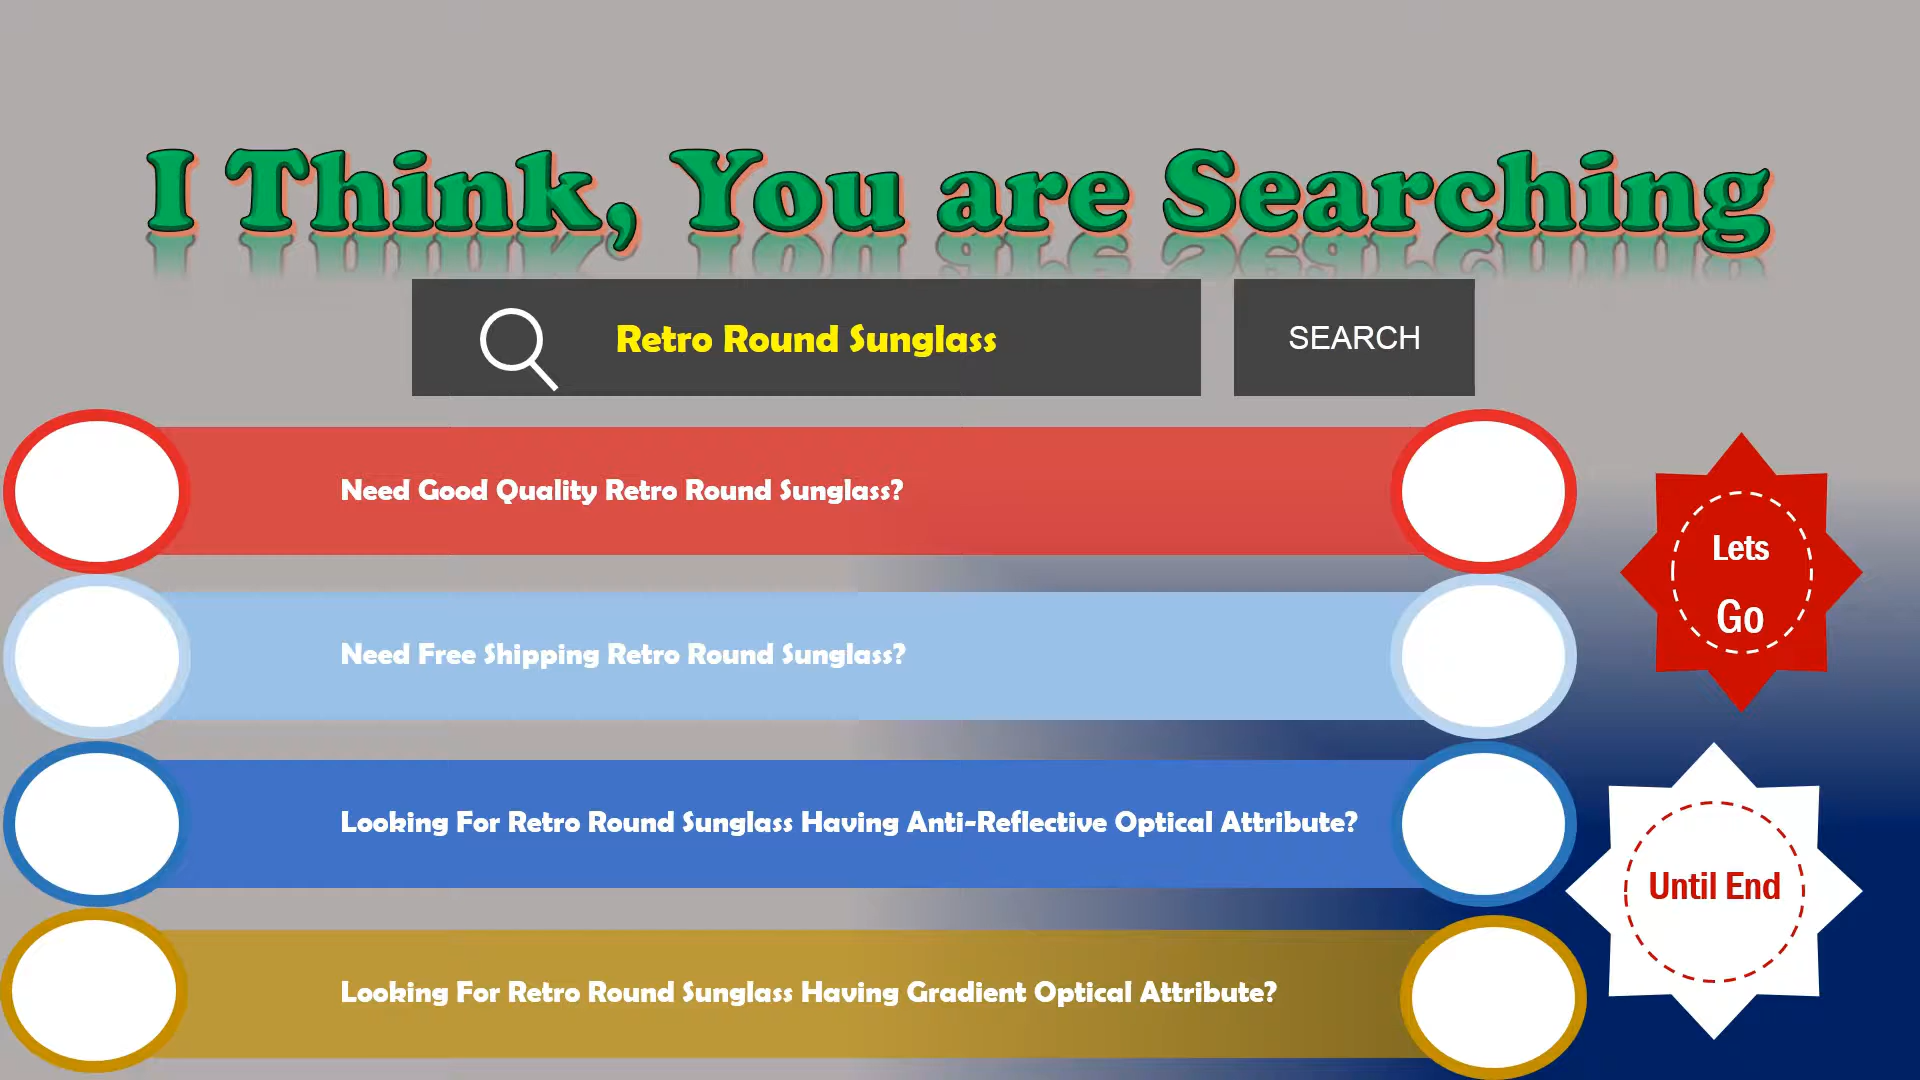 I Think, You are Searching
Retro Round Sunglass
SEARCH
Need Good Quality Retro Round Sunglass?
Need Free Shipping Retro Round Sunglass?
Looking For Retro Round Sunglass Having Anti-Reflective Optical Attribute?
Looking For Retro Round Sunglass Having Gradient Optical Attribute?
Lets
Go
Until End